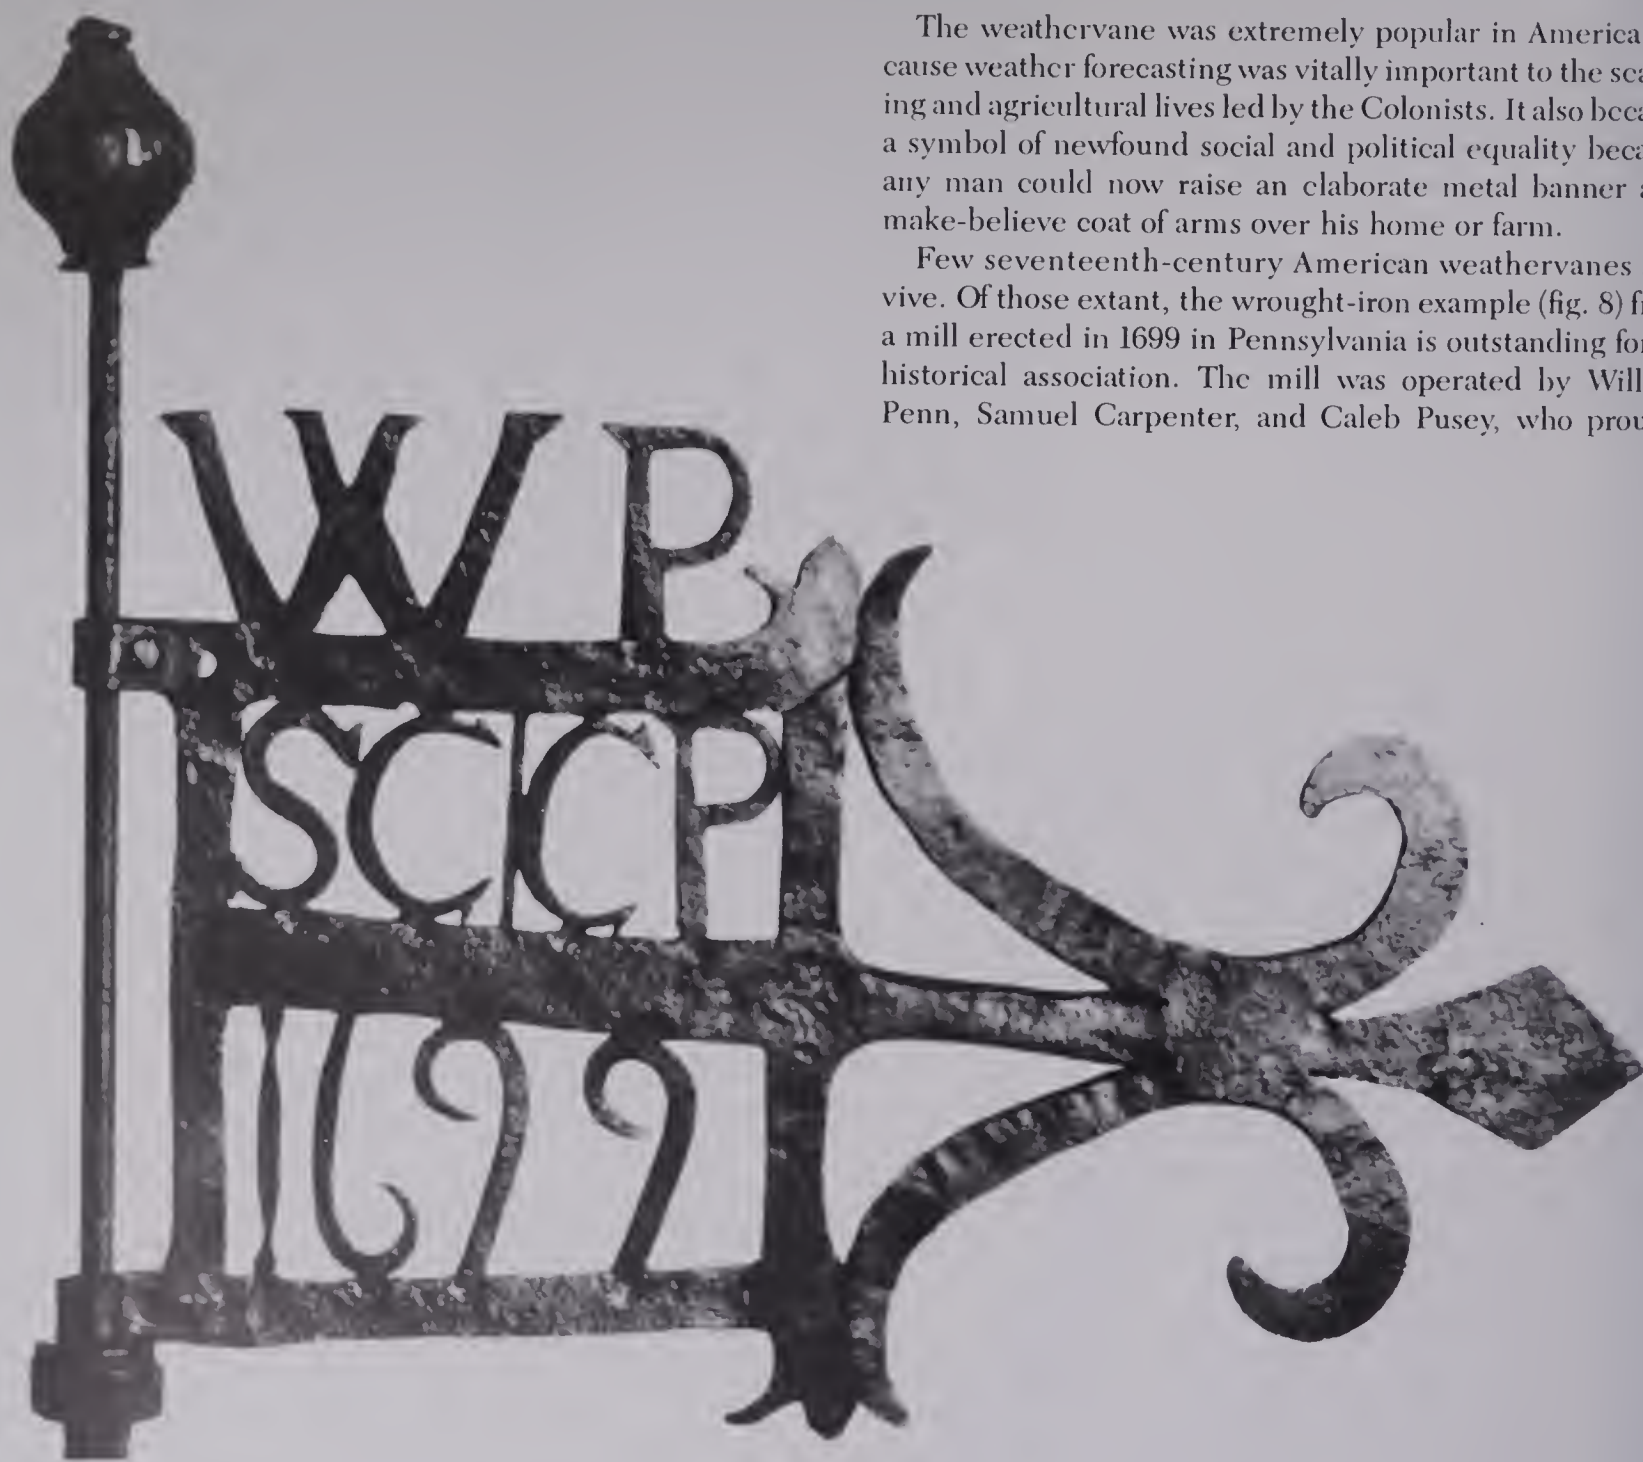 The weathervane was extremely popular in America
cause weather forecasting was vitally important to the sea
ing and agricultural lives led by the Colonists. It also beca
a symbol of newfound social and political equality beca
any man could now raise an elaborate metal banner a
make-believe coat of arms over his home or farm.
Few seventeenth-century American weathervanes
vive. Of those extant, the wrought-iron example (fig. 8) fr
a mill erected in 1699 in Pennsylvania is outstanding for
historical association. The mill was operated by Will
Penn, Samuel Carpenter, and Caleb Pusey, who prou
W P
SC|CP
1699